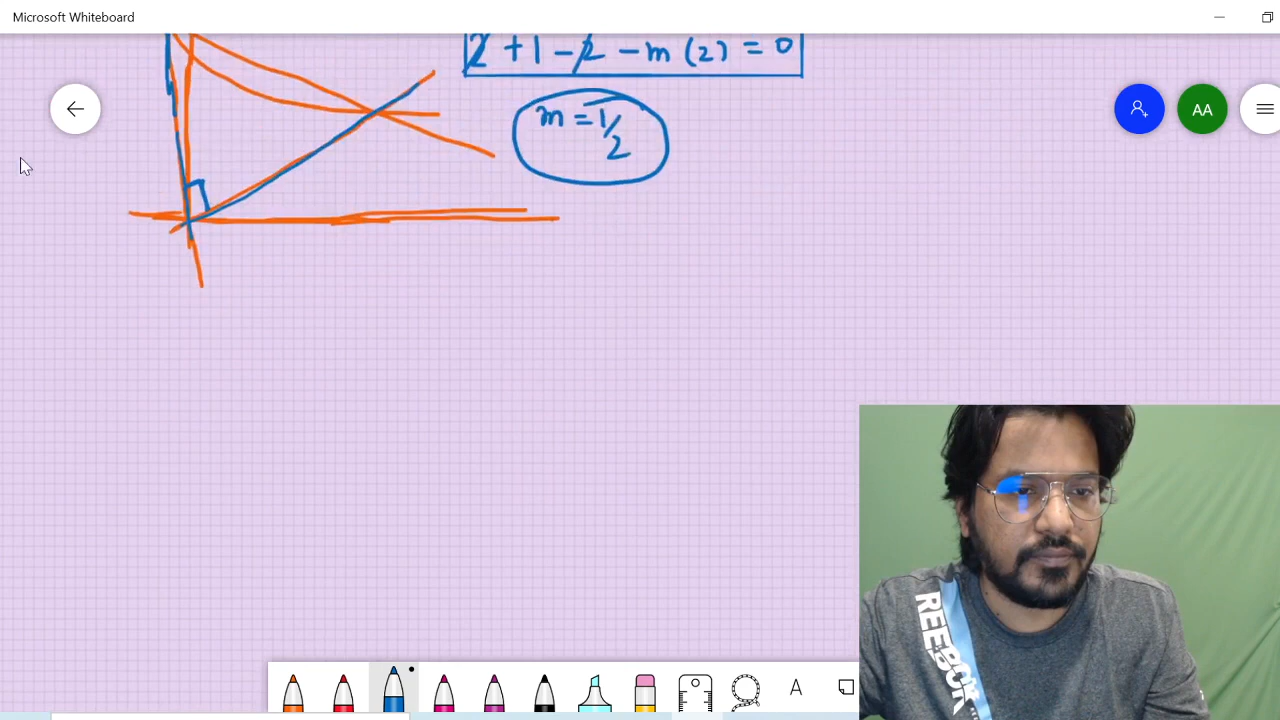 Microsoft Whiteboard
2 + 1 - 2 - m (2) = 0
m = 1/2
AA
REEBOK
A